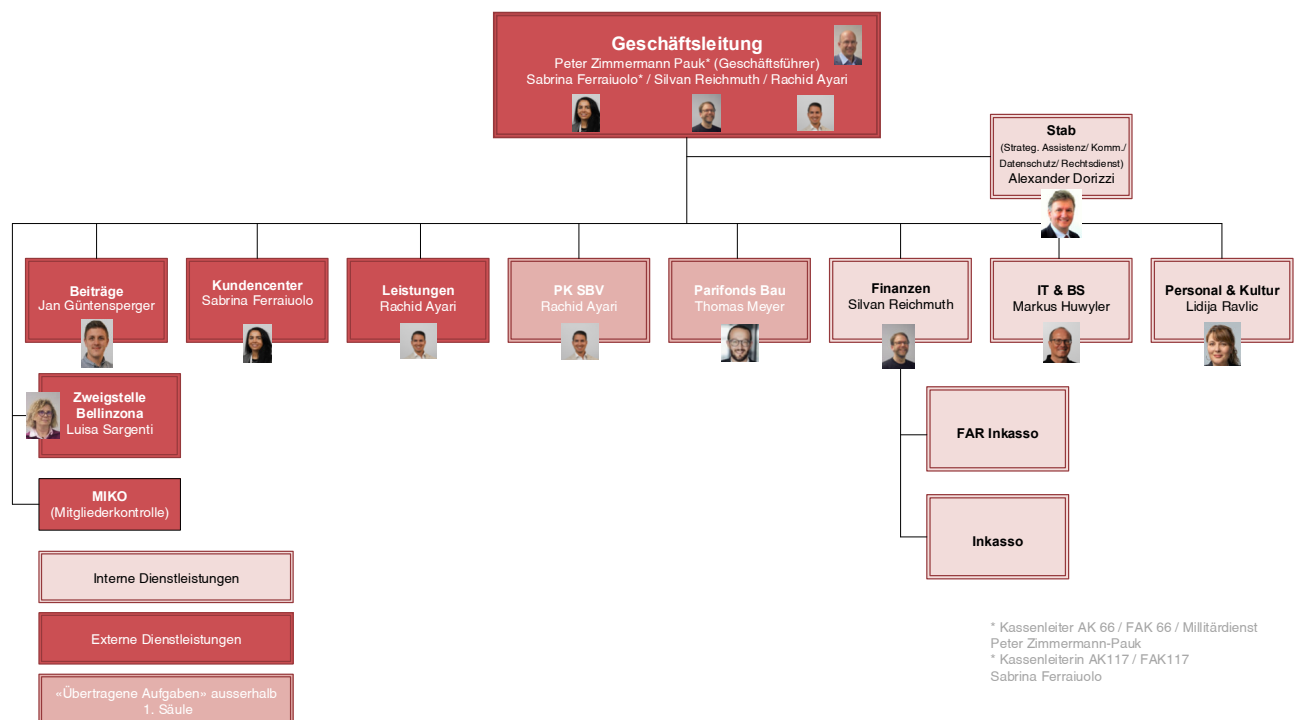 Geschäftsleitung
Peter Zimmermann Pauk* (Geschäftsführer)
Sabrina Ferraiuolo* / Silvan Reichmuth / Rachid Ayari
Stab
(Strateg. Assistenz/ Komm./
Datenschutz/ Rechtsdienst)
Alexander Dorizzi
Beiträge
Jan Güntensperger
Kundencenter
Sabrina Ferraiuolo
Leistungen
Rachid Ayari
PK SBV
Rachid Ayari
Parifonds Bau
Thomas Meyer
Finanzen
Silvan Reichmuth
IT & BS
Markus Huwyler
Personal & Kultur
Lidija Ravlic
Zweigstelle
Bellinzona
Luisa Sargenti
MIKO
(Mitgliederkontrolle)
FAR Inkasso
Inkasso
Interne Dienstleistungen
Externe Dienstleistungen
«Übertragene Aufgaben» ausserhalb
1. Säule
* Kassenleiter AK 66 / FAK 66 / Millitärdienst
Peter Zimmermann-Pauk
* Kassenleiterin AK117 / FAK117
Sabrina Ferraiuolo